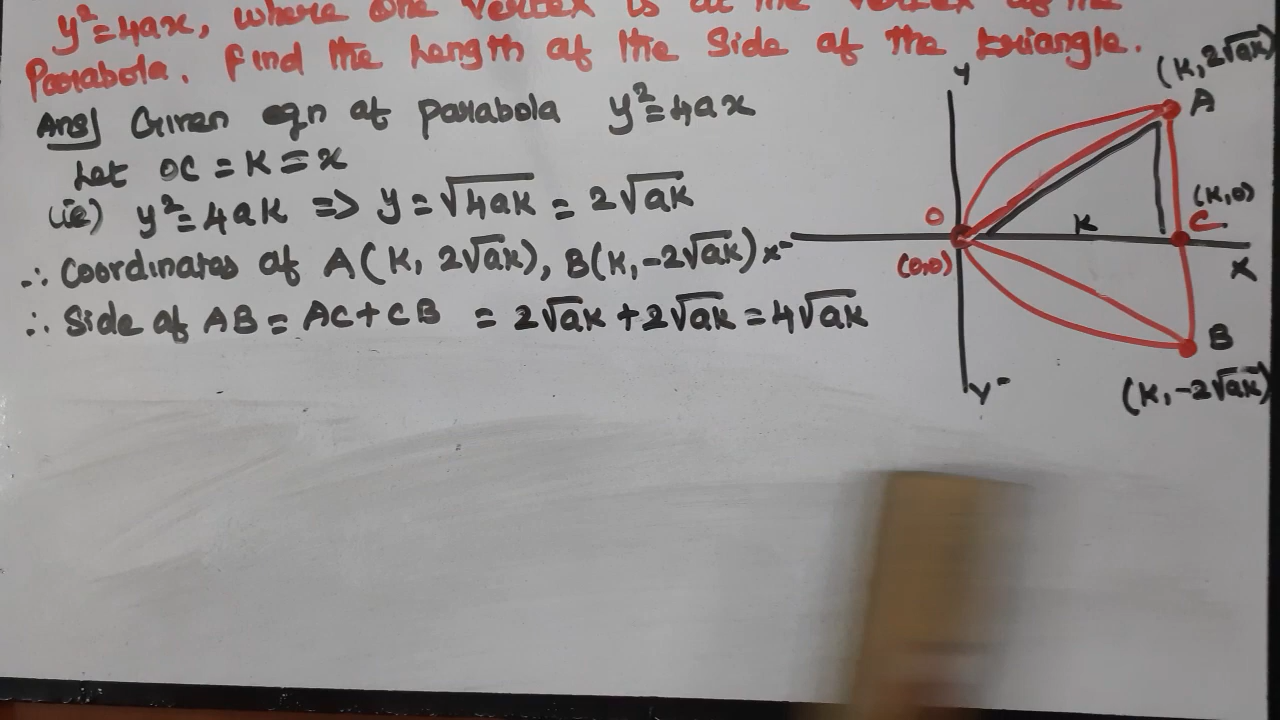 y²=4ax, where one vertex is at the vertex of the
Parabola. Find the Length of the Side of the triangle.
Ans] Given eqn of parabola y²=4ax
Let OC = K = x
(ie) y²=4aK => y=√4aK = 2√aK
∴ Coordinates of A(K, 2√aK), B(K,-2√aK)
∴ Side of AB = AC+CB = 2√aK+2√aK=4√aK
Y
(K,2√aK)
A
(K,0)
O
K
C
x-
(0,0)
X
B
Y-
(K,-2√aK)